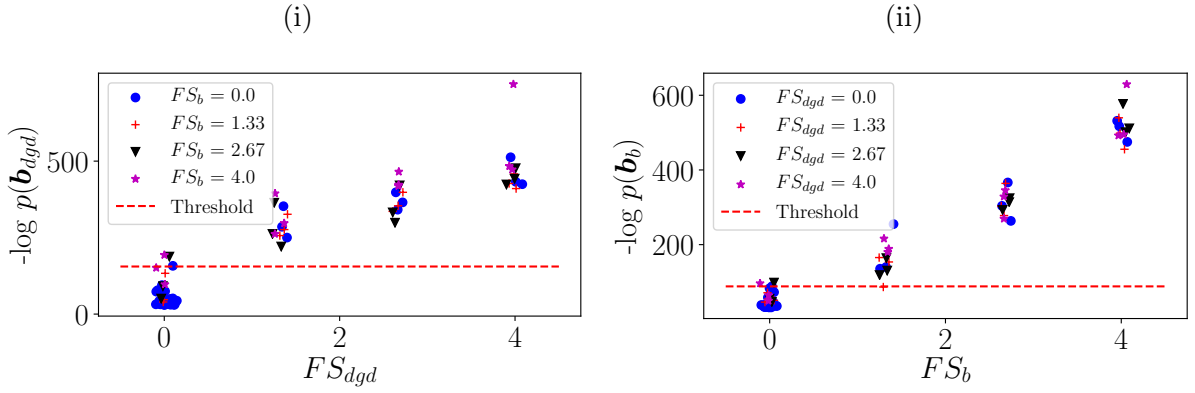 (i)
-log p(b_dgd)
500
0
FS_b = 0.0
FS_b = 1.33
FS_b = 2.67
FS_b = 4.0
Threshold
0 2 4
FS_dgd
(ii)
-log p(b_b)
600
400
200
FS_dgd = 0.0
FS_dgd = 1.33
FS_dgd = 2.67
FS_dgd = 4.0
Threshold
0 2 4
FS_b